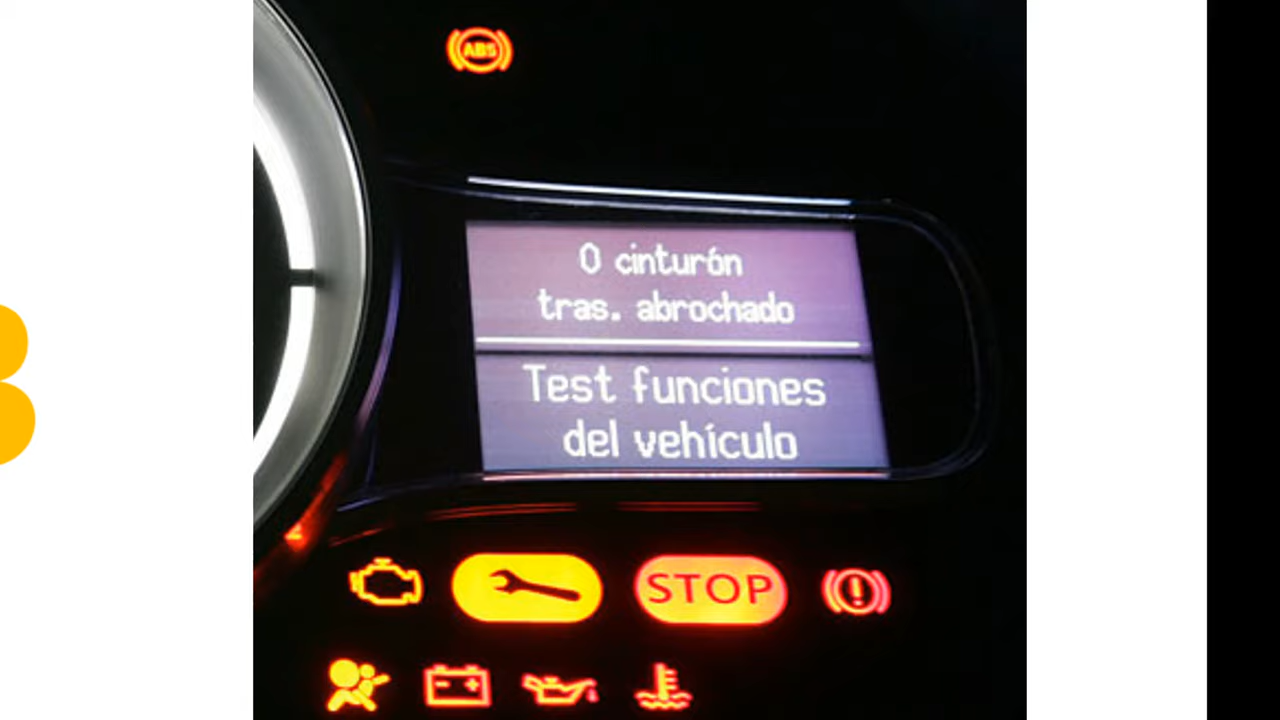 ABS
0 cinturón
tras. abrochado
Test funciones
del vehículo
STOP